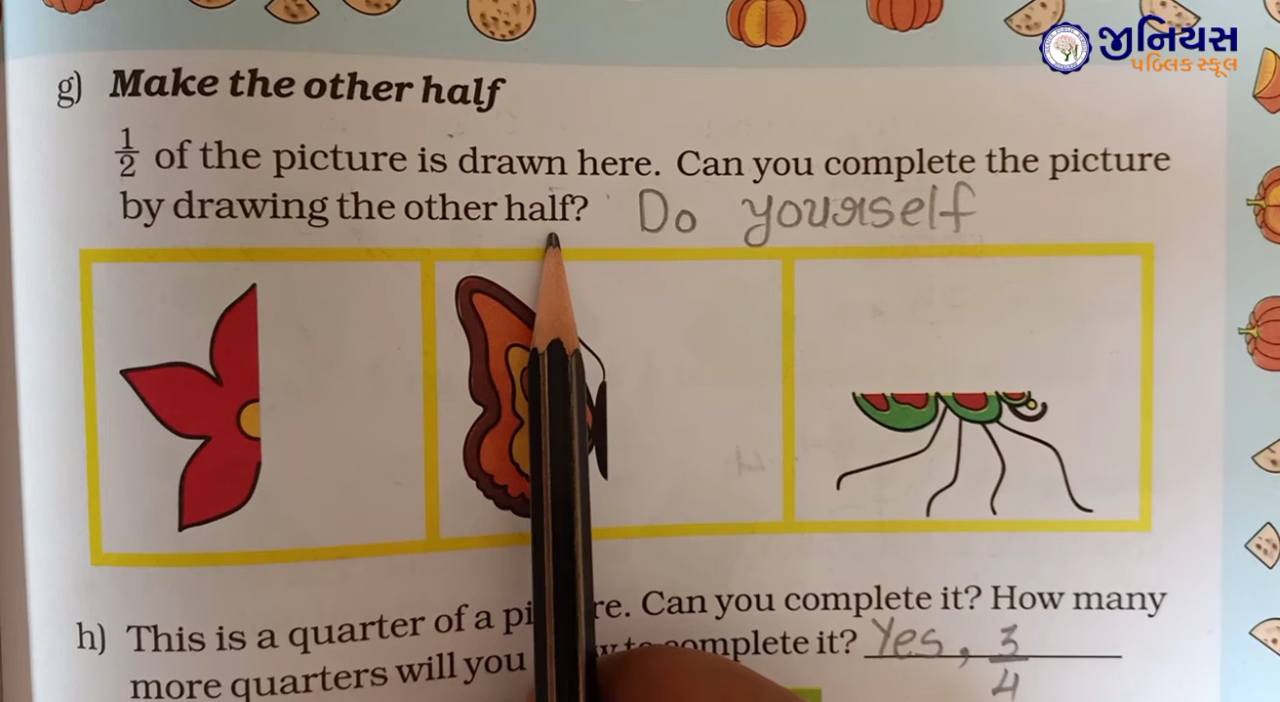 જીનિયસ
પબ્લિક સ્કૂલ
g) Make the other half
1/2 of the picture is drawn here. Can you complete the picture
by drawing the other half? Do yourself
h) This is a quarter of a re. Can you complete it? How many
more quarters will you complete it? Yes, 3/4